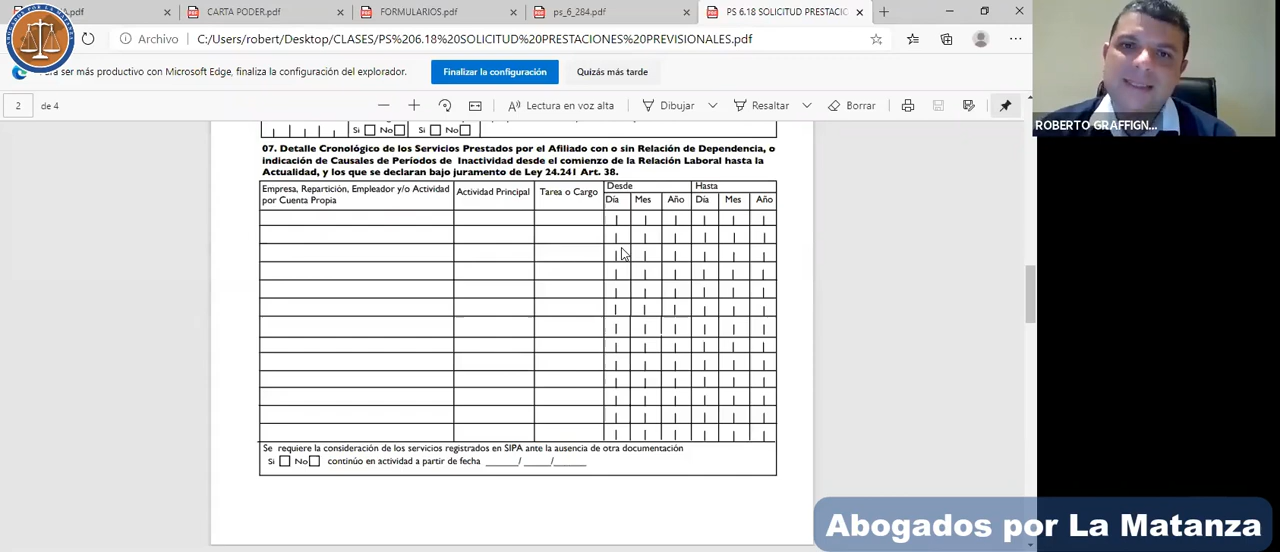 .pdf
CARTA PODER.pdf
FORMULARIOS.pdf
ps_6_284.pdf
PS 6.18 SOLICITUD PRESTACIO
Archivo
C:/Users/robert/Desktop/CLASES/PS%206.18%20SOLICITUD%20PRESTACIONES%20PREVISIONALES.pdf
ser más productivo con Microsoft Edge, finaliza la configuración del explorador.
Finalizar la configuración
Quizás más tarde
2 de 4
Lectura en voz alta
Dibujar
Resaltar
Borrar
ROBERTO GRAFFIGN...
Si No Si No
07. Detalle Cronológico de los Servicios Prestados por el Afiliado con o sin Relación de Dependencia, o
indicación de Causales de Períodos de Inactividad desde el comienzo de la Relación Laboral hasta la
Actualidad, y los que se declaran bajo juramento de Ley 24.241 Art. 38.
Empresa, Repartición, Empleador y/o Actividad
por Cuenta Propia
Actividad Principal
Tarea o Cargo
Desde
Hasta
Día Mes Año Día Mes Año
Se requiere la consideración de los servicios registrados en SIPA ante la ausencia de otra documentación
Si No continúo en actividad a partir de fecha ______/ _____/______
Abogados por La Matanza